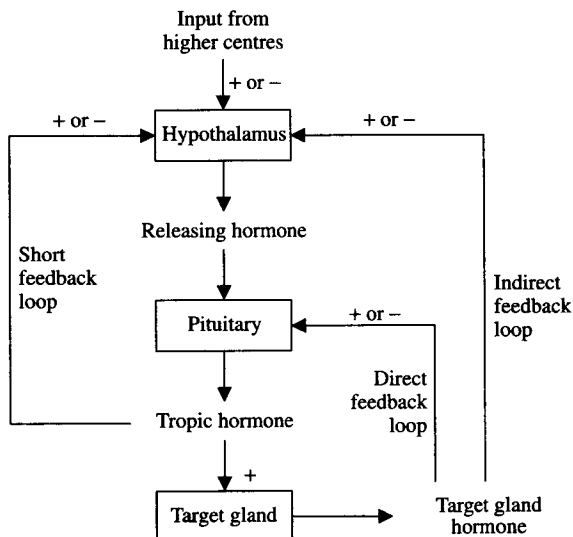 Input from
higher centres
+ or –
+ or –
Hypothalamus
+ or –
Releasing hormone
Short
feedback
loop
Indirect
feedback
loop
Pituitary
+ or –
Direct
feedback
loop
Tropic hormone
+
Target gland
Target gland
hormone